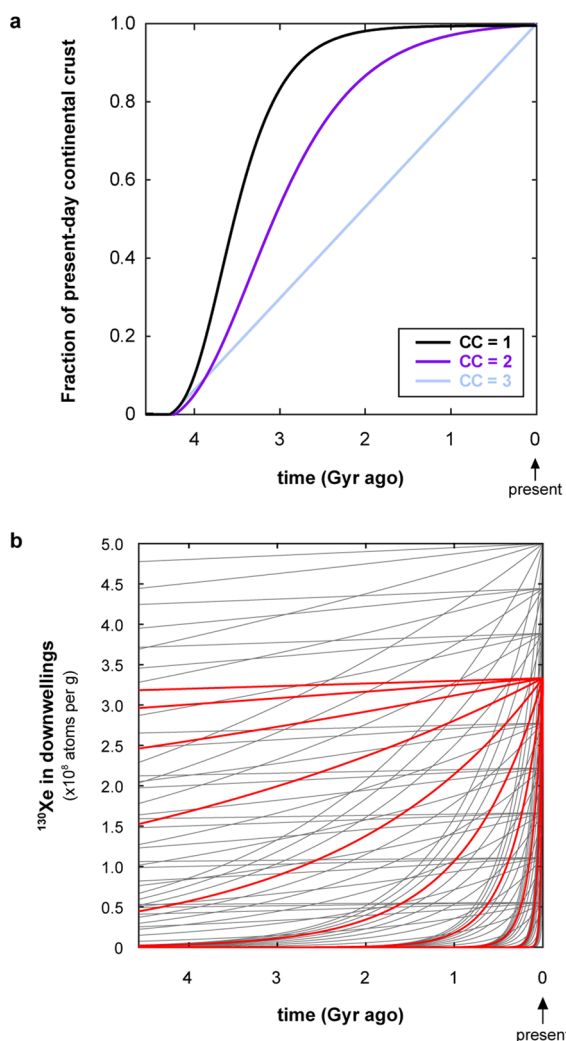 a
Fraction of present-day continental crust
1.0
0.8
0.6
0.4
0.2
0
CC = 1
CC = 2
CC = 3
4 3 2 1 0
time (Gyr ago)
present
b
¹³⁰Xe in downwellings
(x10⁸ atoms per g)
5.0
4.5
4.0
3.5
3.0
2.5
2.0
1.5
1.0
0.5
0
4 3 2 1 0
time (Gyr ago)
present